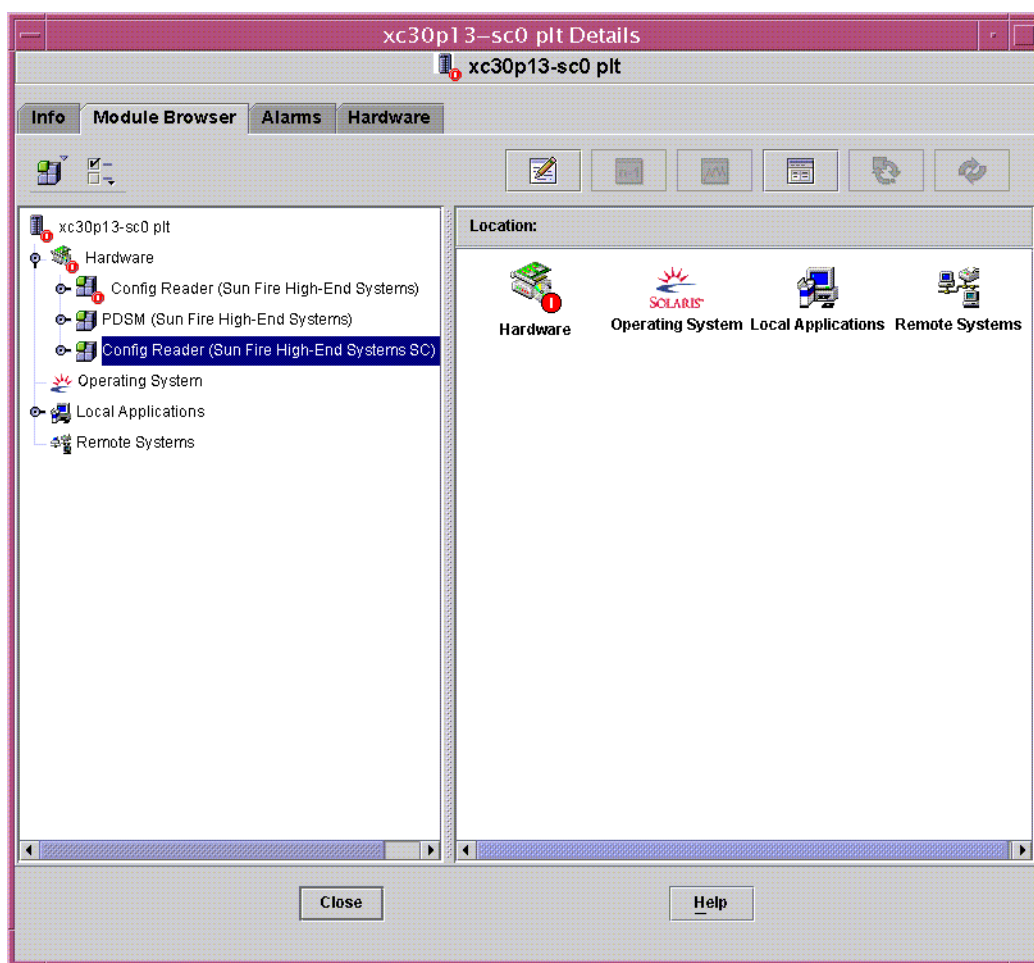 xc30p13–sc0 plt Details
xc30p13-sc0 plt
Info Module Browser Alarms Hardware
n-1
xc30p13-sc0 plt
Hardware
Config Reader (Sun Fire High-End Systems)
PDSM (Sun Fire High-End Systems)
Config Reader (Sun Fire High-End Systems SC)
Operating System
Local Applications
Remote Systems
Location:
SOLARIS
Hardware Operating System Local Applications Remote Systems
Close Help